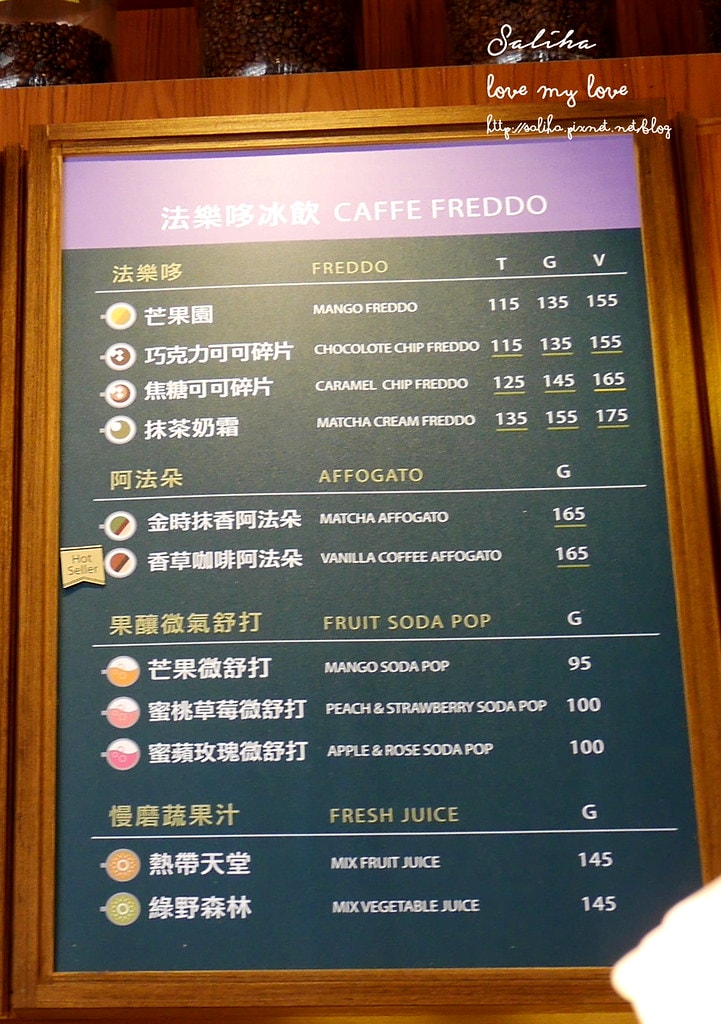 Saliha
love my love
http://saliha.pixnet.net/blog
法樂哆冰飲 CAFFE FREDDO
法樂哆 FREDDO T G V
芒果園 MANGO FREDDO 115 135 155
巧克力可可碎片 CHOCOLOTE CHIP FREDDO 115 135 155
焦糖可可碎片 CARAMEL CHIP FREDDO 125 145 165
抹茶奶霜 MATCHA CREAM FREDDO 135 155 175
阿法朵 AFFOGATO G
金時抹香阿法朵 MATCHA AFFOGATO 165
Hot Seller
香草咖啡阿法朵 VANILLA COFFEE AFFOGATO 165
果釀微氣舒打 FRUIT SODA POP G
芒果微舒打 MANGO SODA POP 95
蜜桃草莓微舒打 PEACH & STRAWBERRY SODA POP 100
蜜蘋玫瑰微舒打 APPLE & ROSE SODA POP 100
慢磨蔬果汁 FRESH JUICE G
熱帶天堂 MIX FRUIT JUICE 145
綠野森林 MIX VEGETABLE JUICE 145